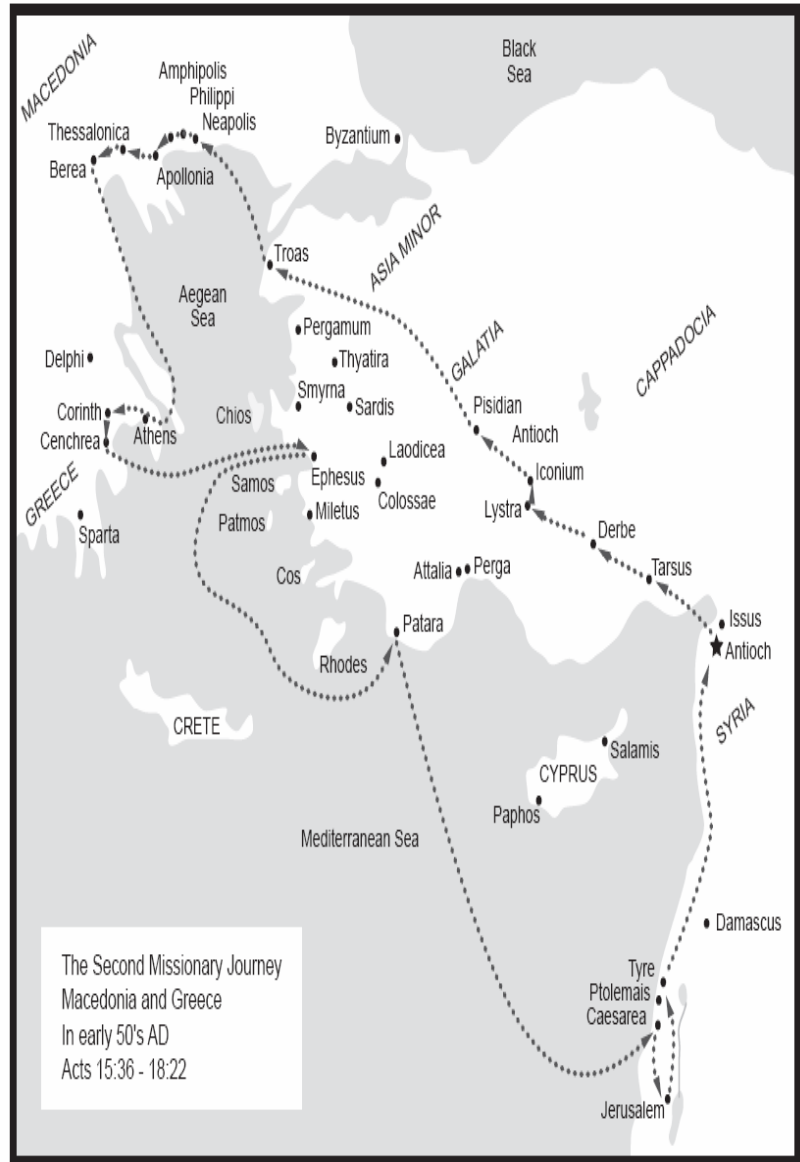 Black
Sea
MACEDONIA
Amphipolis
Philippi
Neapolis
Thessalonica
Berea
Apollonia
Byzantium
ASIA MINOR
Troas
Aegean
Sea
Pergamum
Thyatira
GALATIA
CAPPADOCIA
Delphi
Smyrna
Sardis
Chios
Corinth
Cenchrea
Athens
Pisidian
Antioch
Laodicea
Iconium
Ephesus
Colossae
Samos
GREECE
Lystra
Miletus
Patmos
Sparta
Derbe
Cos
Attalia
Perga
Tarsus
Issus
Patara
Antioch
Rhodes
SYRIA
CRETE
Salamis
CYPRUS
Paphos
Mediterranean Sea
Damascus
Tyre
Ptolemais
Caesarea
Jerusalem
The Second Missionary Journey
Macedonia and Greece
In early 50's AD
Acts 15:36 - 18:22